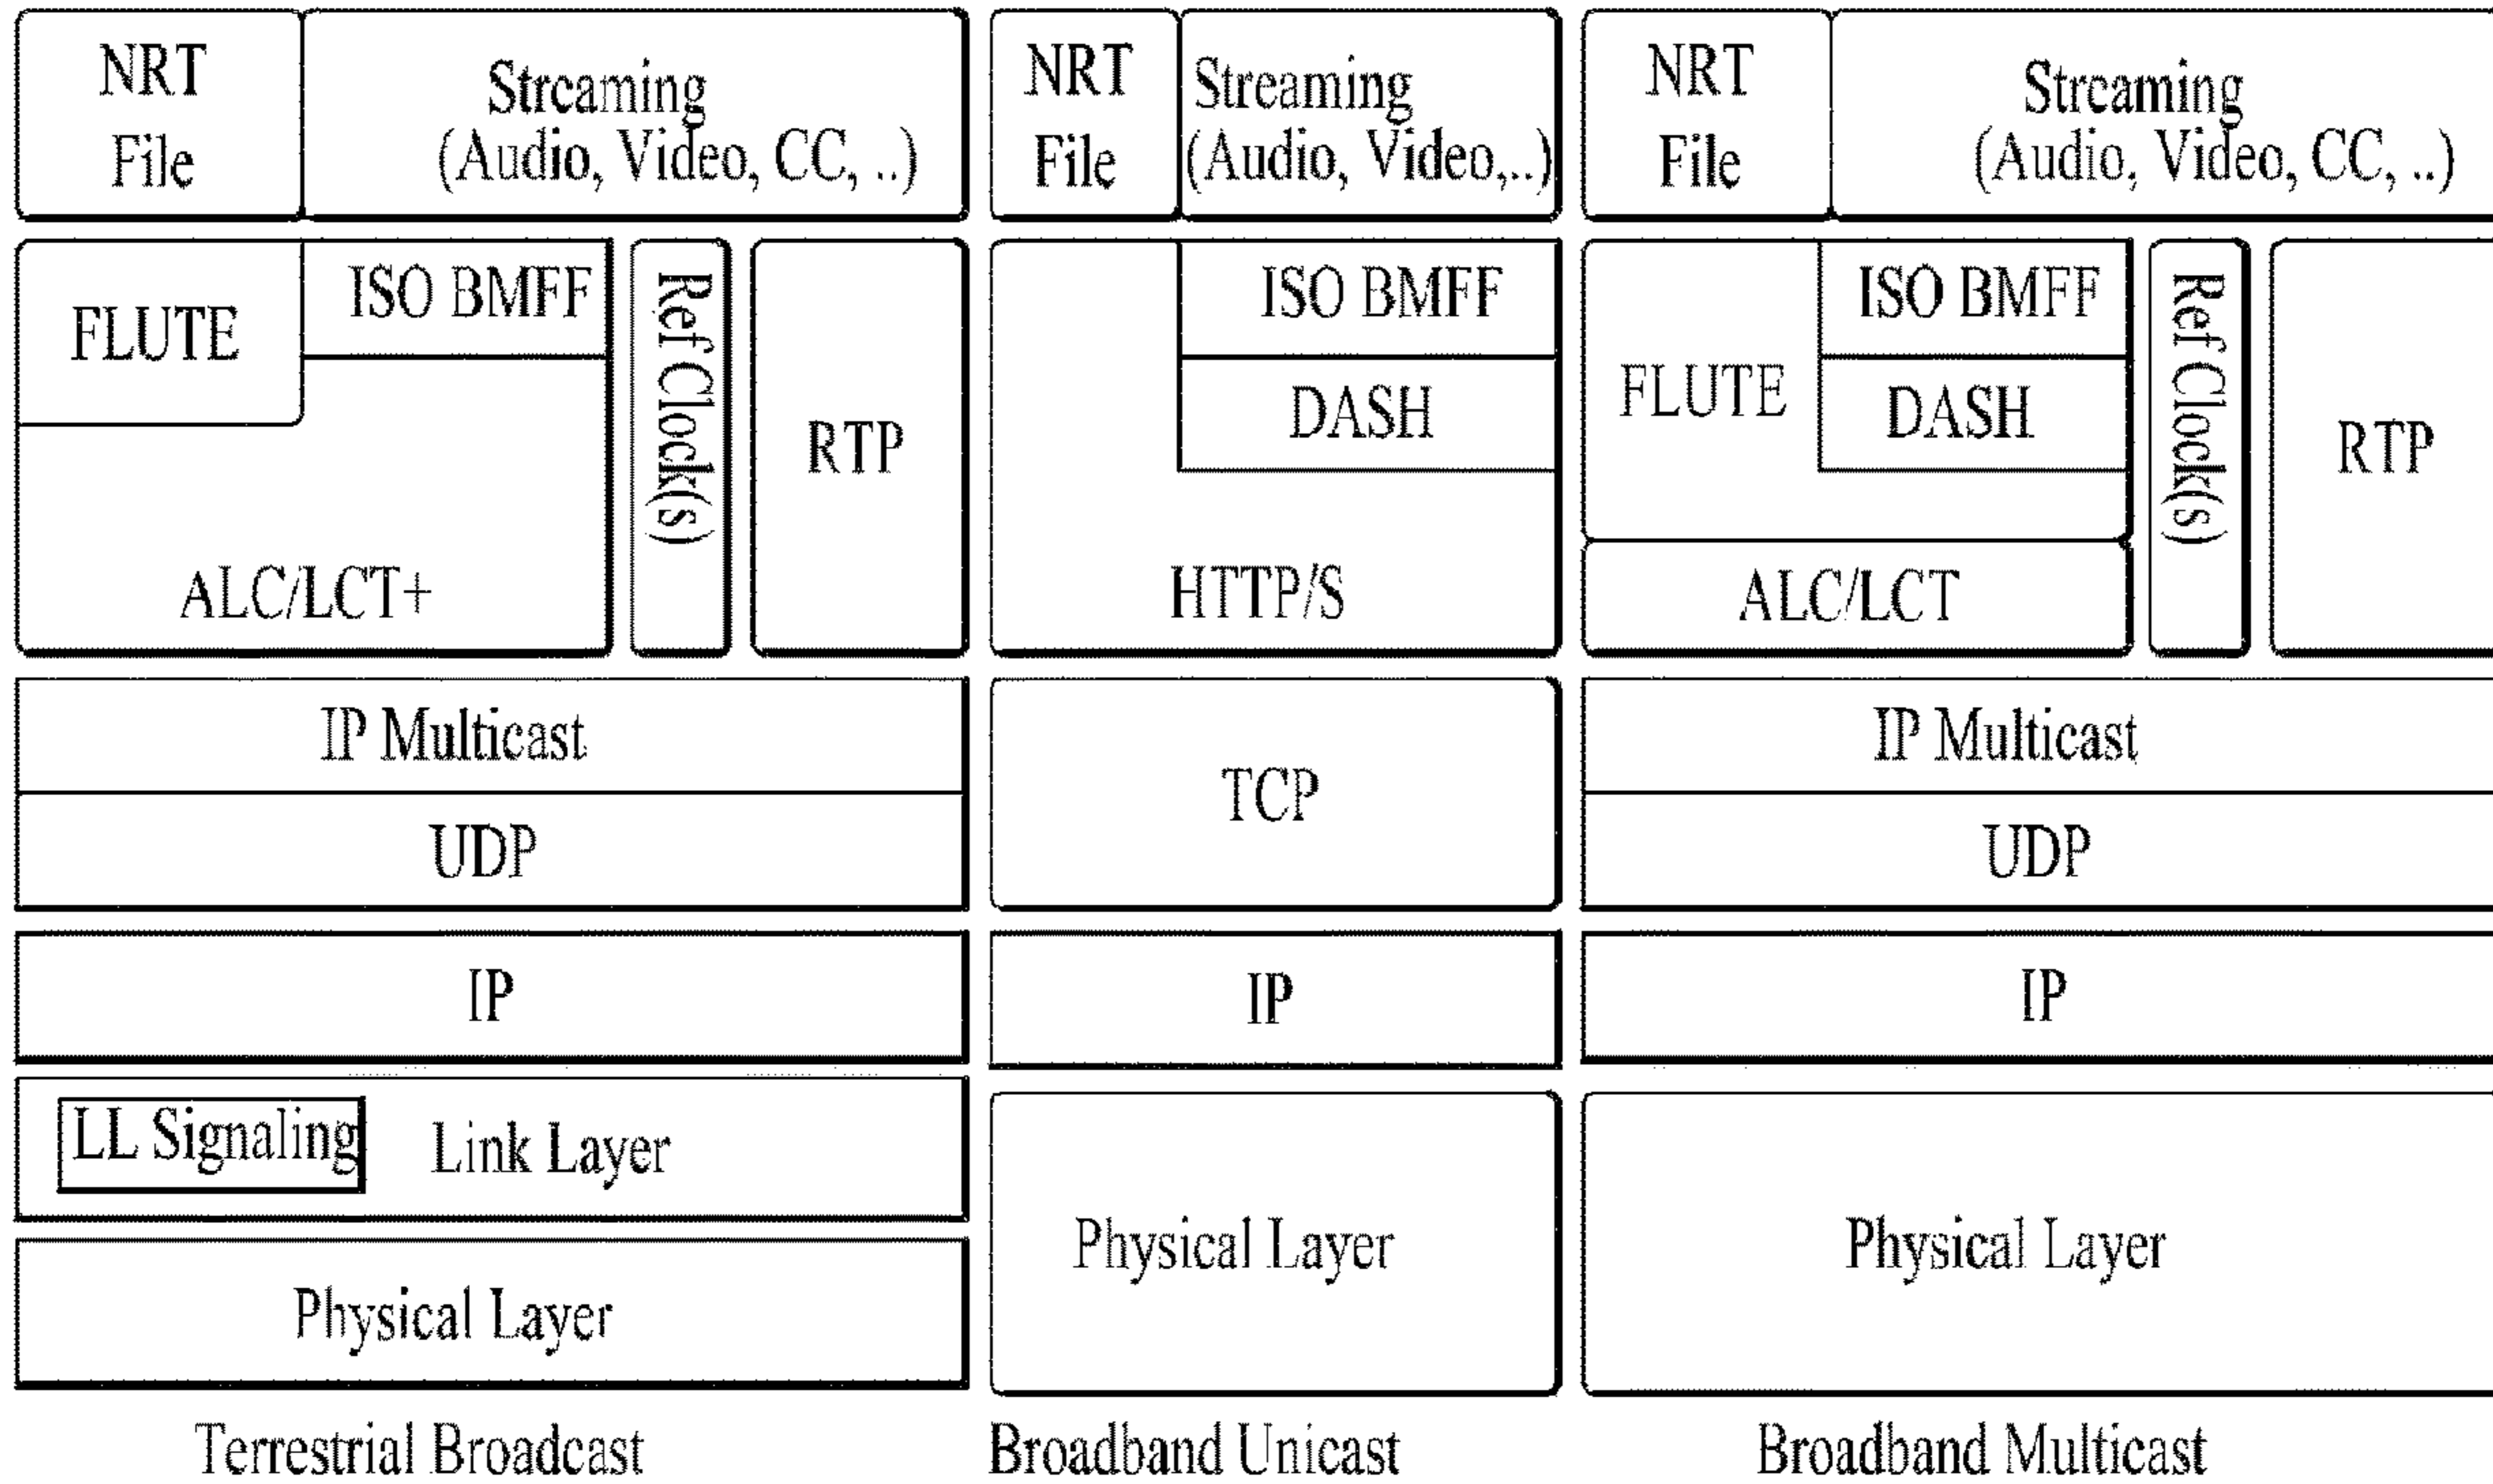 NRT
File
Streaming
(Audio, Video, CC, ..)
NRT
File
Streaming
(Audio, Video,..)
NRT
File
Streaming
(Audio, Video, CC, ..)
FLUTE
ISO BMFF
ALC/LCT+
Ref Clock(s)
RTP
ISO BMFF
DASH
HTTP/S
FLUTE
ISO BMFF
DASH
ALC/LCT
Ref Clock(s)
RTP
IP Multicast
UDP
TCP
IP Multicast
UDP
IP
IP
IP
LL Signaling
Link Layer
Physical Layer
Physical Layer
Physical Layer
Terrestrial Broadcast
Broadband Unicast
Broadband Multicast